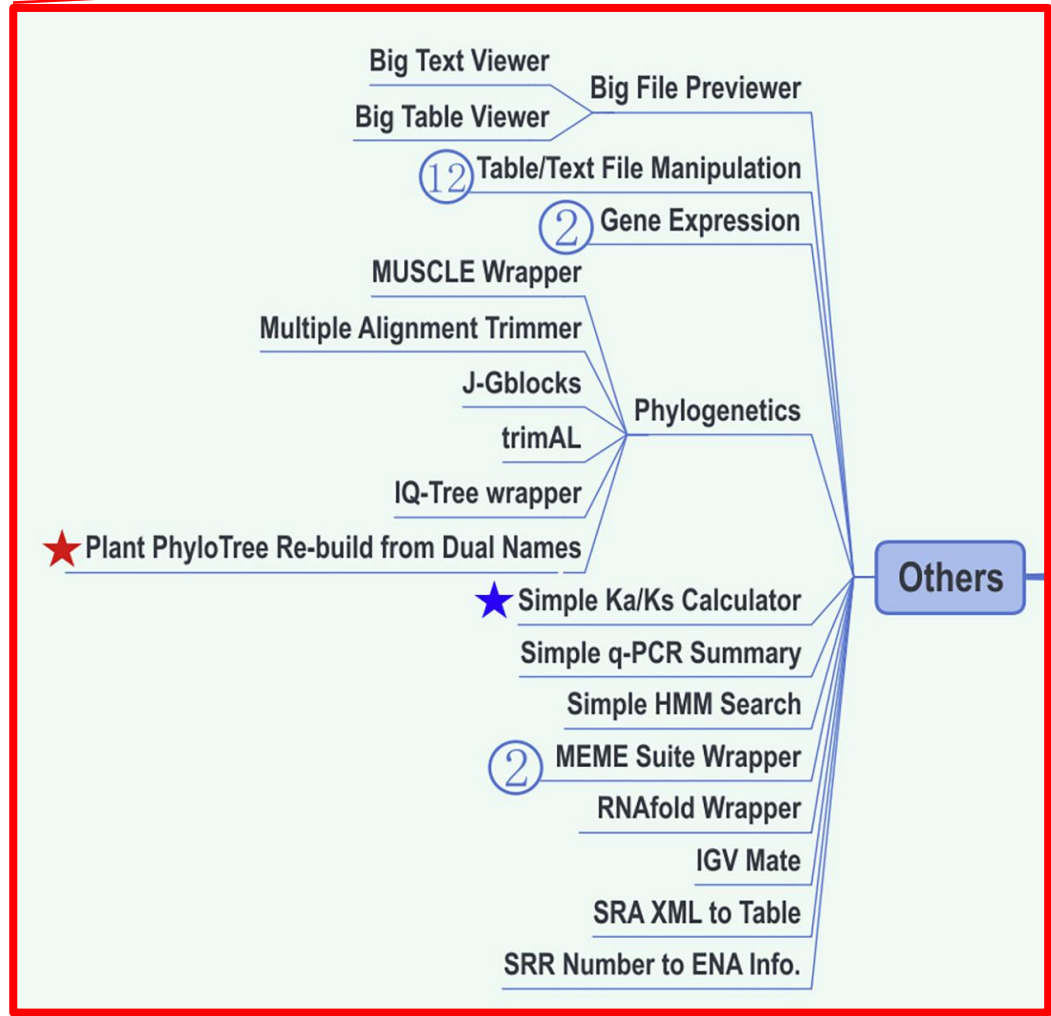 Big Text Viewer
Big File Previewer
Big Table Viewer
12 Table/Text File Manipulation
2 Gene Expression
MUSCLE Wrapper
Multiple Alignment Trimmer
J-Gblocks
Phylogenetics
trimAL
IQ-Tree wrapper
Plant PhyloTree Re-build from Dual Names
Others
Simple Ka/Ks Calculator
Simple q-PCR Summary
Simple HMM Search
2 MEME Suite Wrapper
RNAfold Wrapper
IGV Mate
SRA XML to Table
SRR Number to ENA Info.